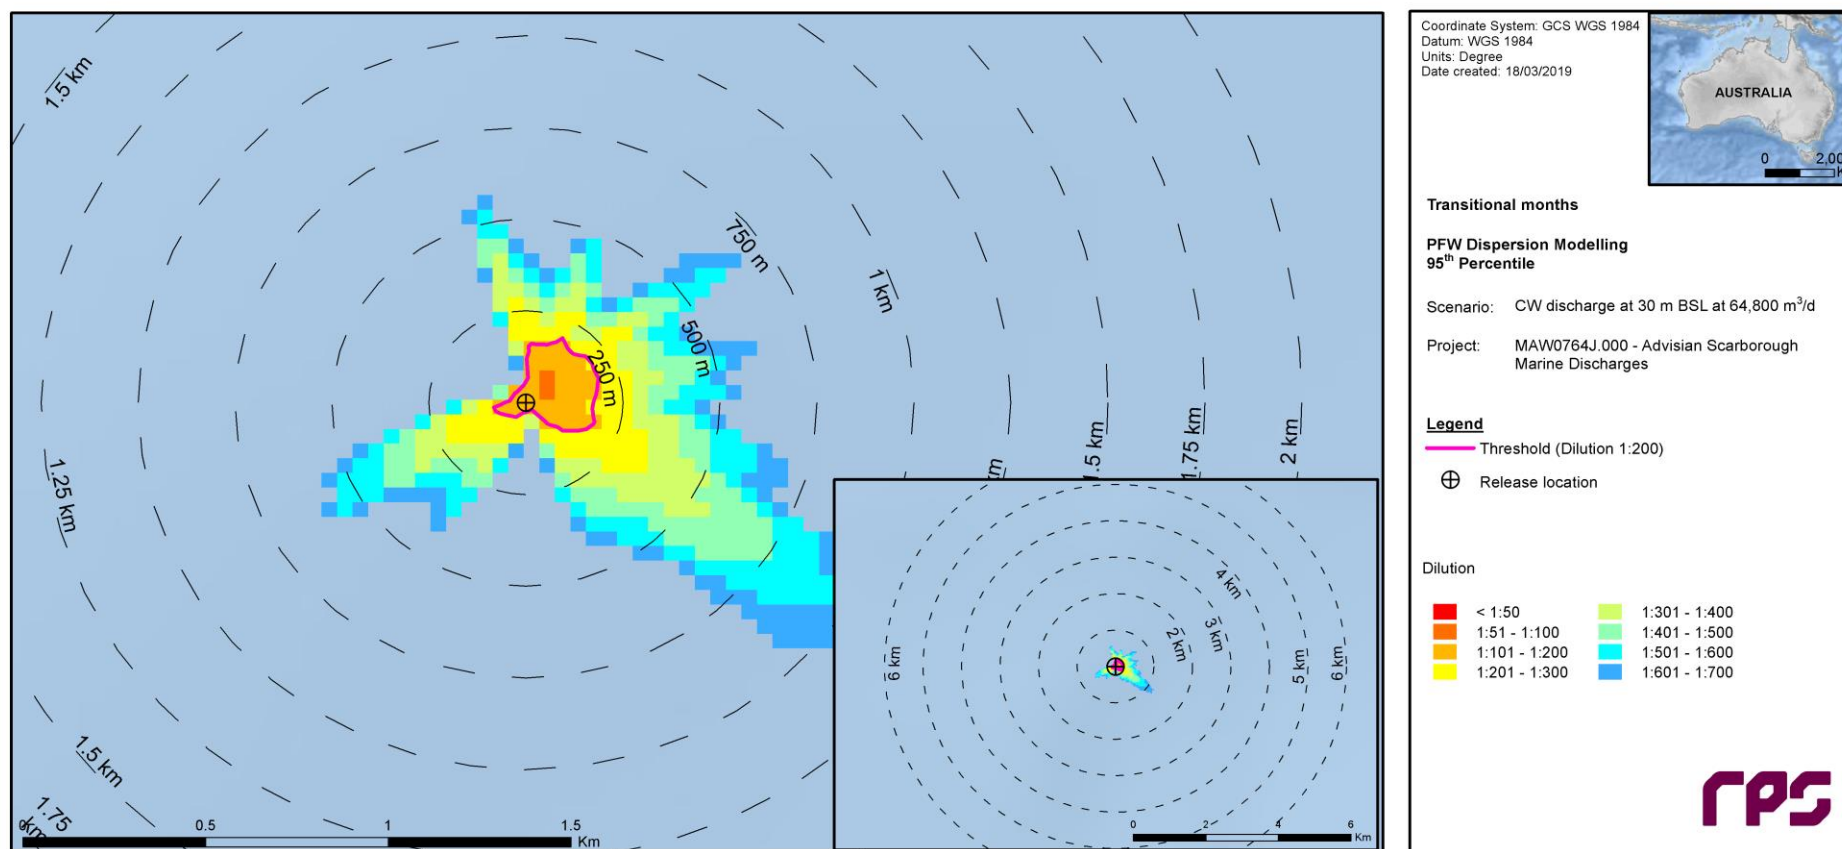 1.5 km
750 m
1 km
500 m
250 m
1.25 km
km
1.5 km
1.75 km
2 km
1.5 km
1.75
km
0
0.5
1
1.5
Km
4 km
3 km
2 km
6 km
5 km
6 km
0
2
4
6
Km
Coordinate System: GCS WGS 1984
Datum: WGS 1984
Units: Degree
Date created: 18/03/2019
AUSTRALIA
0
2,00
K
Transitional months
PFW Dispersion Modelling
95th Percentile
Scenario: CW discharge at 30 m BSL at 64,800 m³/d
Project: MAW0764J.000 - Advisian Scarborough
Marine Discharges
Legend
Threshold (Dilution 1:200)
Release location
Dilution
< 1:50
1:51 - 1:100
1:101 - 1:200
1:201 - 1:300
1:301 - 1:400
1:401 - 1:500
1:501 - 1:600
1:601 - 1:700
rps